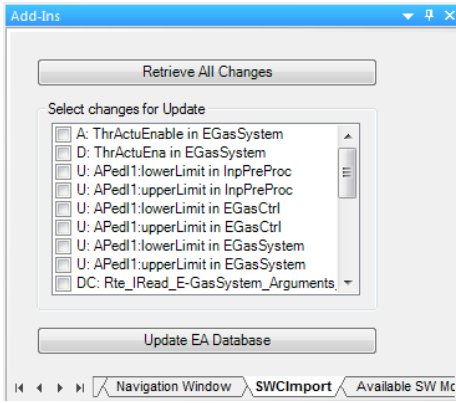 Add-Ins
Retrieve All Changes
Select changes for Update
A: ThrActuEnable in EGasSystem
D: ThrActuEna in EGasSystem
U: APedl1:lowerLimit in InpPreProc
U: APedl1:upperLimit in InpPreProc
U: APedl1:lowerLimit in EGasCtrl
U: APedl1:upperLimit in EGasCtrl
U: APedl1:lowerLimit in EGasSystem
U: APedl1:upperLimit in EGasSystem
DC: Rte_IRead_E-GasSystem_Arguments_
Update EA Database
Navigation Window SWCImport Available SW Mo